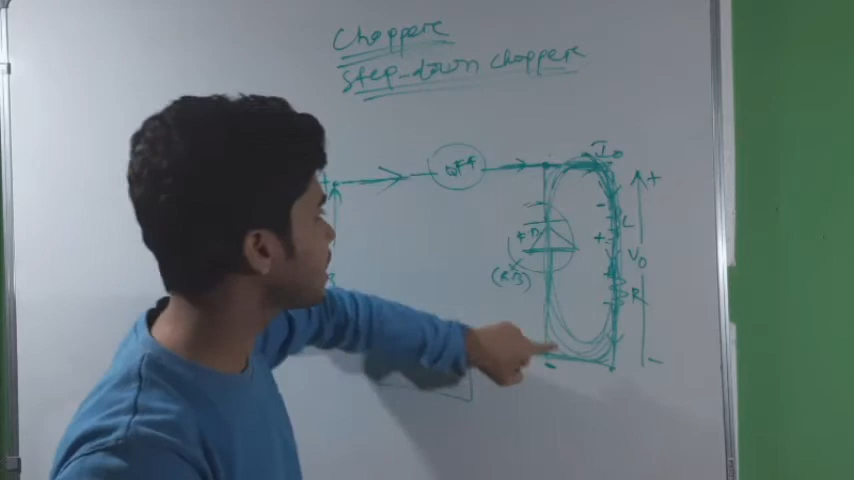 Chopper
Step-down chopper
I₀
OFF
+
+
-
L
+ D
+
V₀
R
-
-